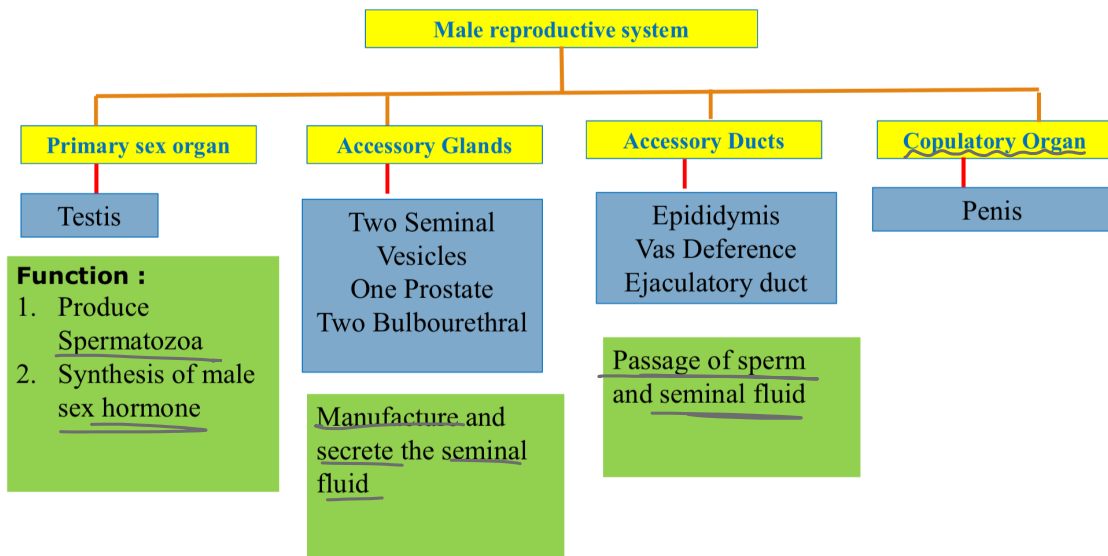 Male reproductive system
Primary sex organ
Testis
Function :
1. Produce
Spermatozoa
2. Synthesis of male
sex hormone
Accessory Glands
Two Seminal
Vesicles
One Prostate
Two Bulbourethral
Manufacture and
secrete the seminal
fluid
Accessory Ducts
Epididymis
Vas Deference
Ejaculatory duct
Passage of sperm
and seminal fluid
Copulatory Organ
Penis